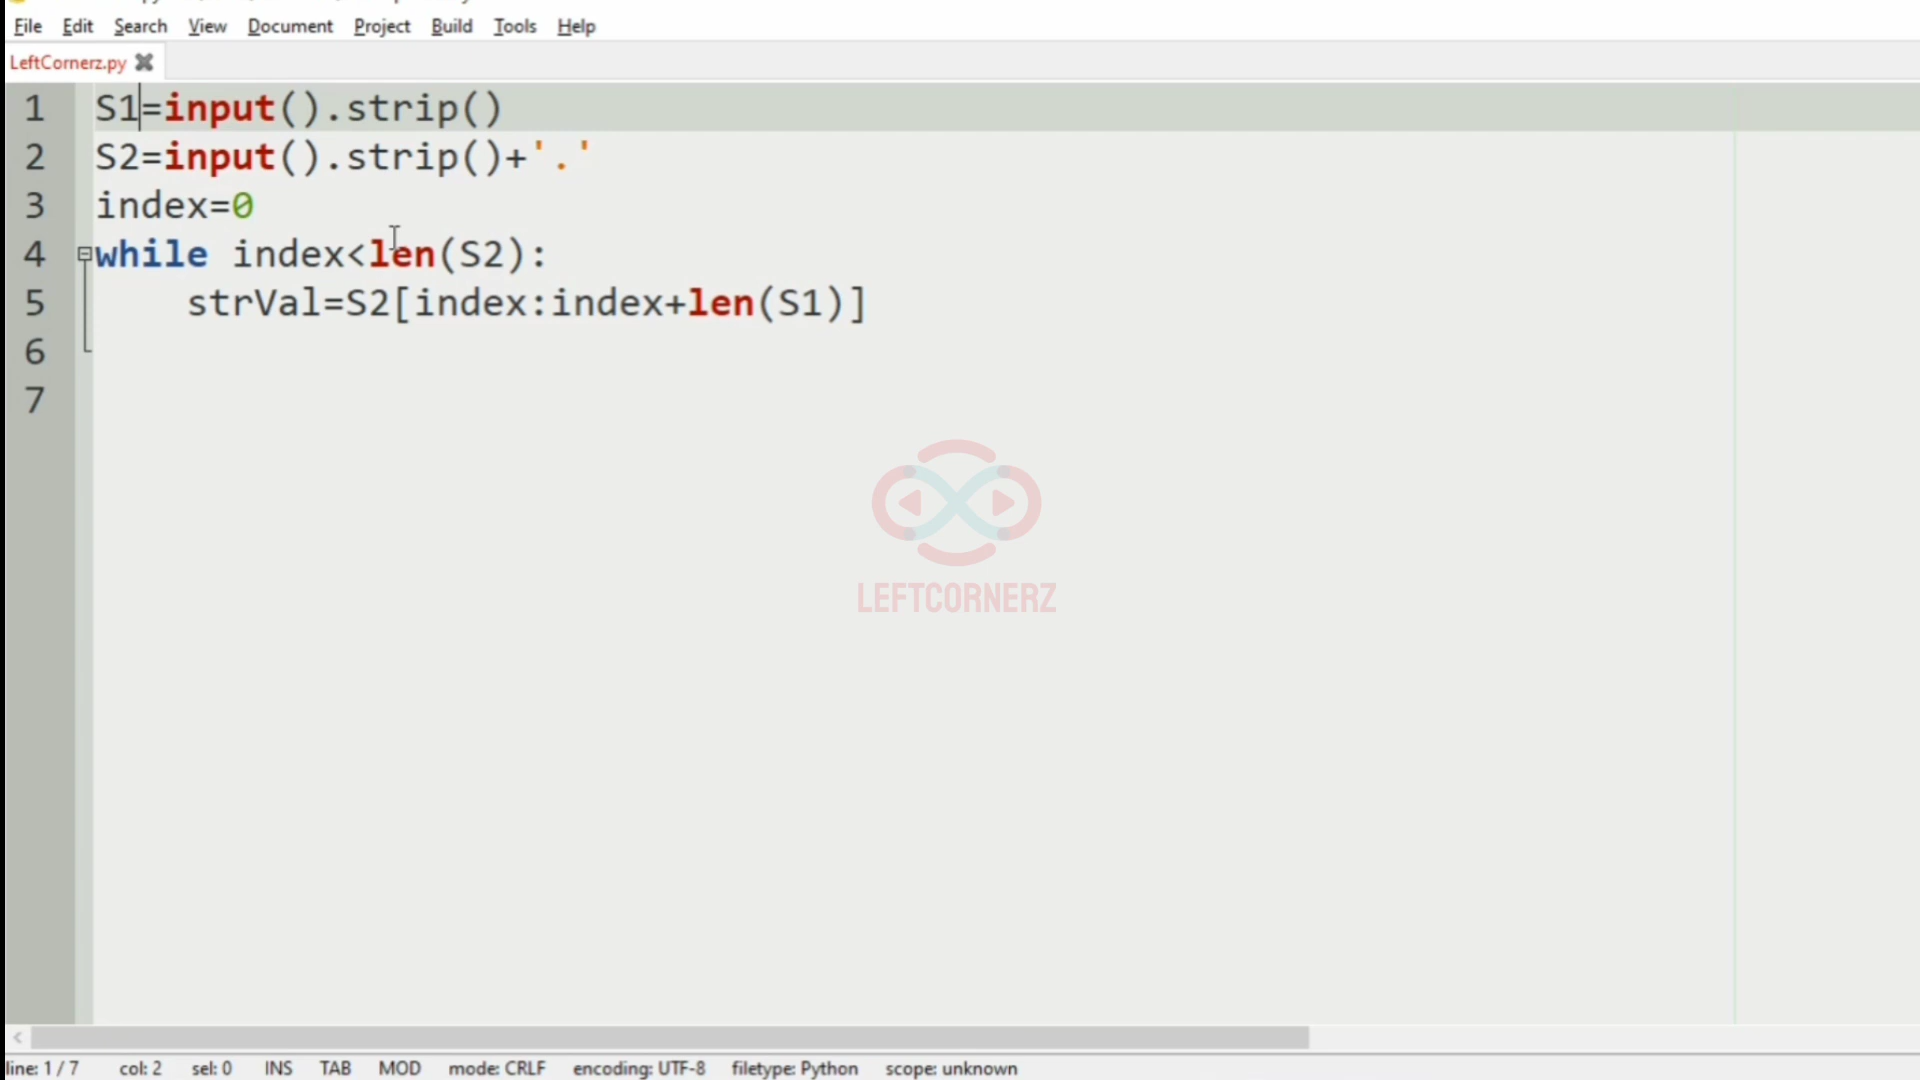 File Edit Search View Document Project Build Tools Help
LeftCornerz.py
1 S1=input().strip()
2 S2=input().strip()+'.'
3 index=0
4 while index<len(S2):
5 strVal=S2[index:index+len(S1)]
6
7
LEFTCORNERZ
line: 1 / 7 col: 2 sel: 0 INS TAB MOD mode: CRLF encoding: UTF-8 filetype: Python scope: unknown